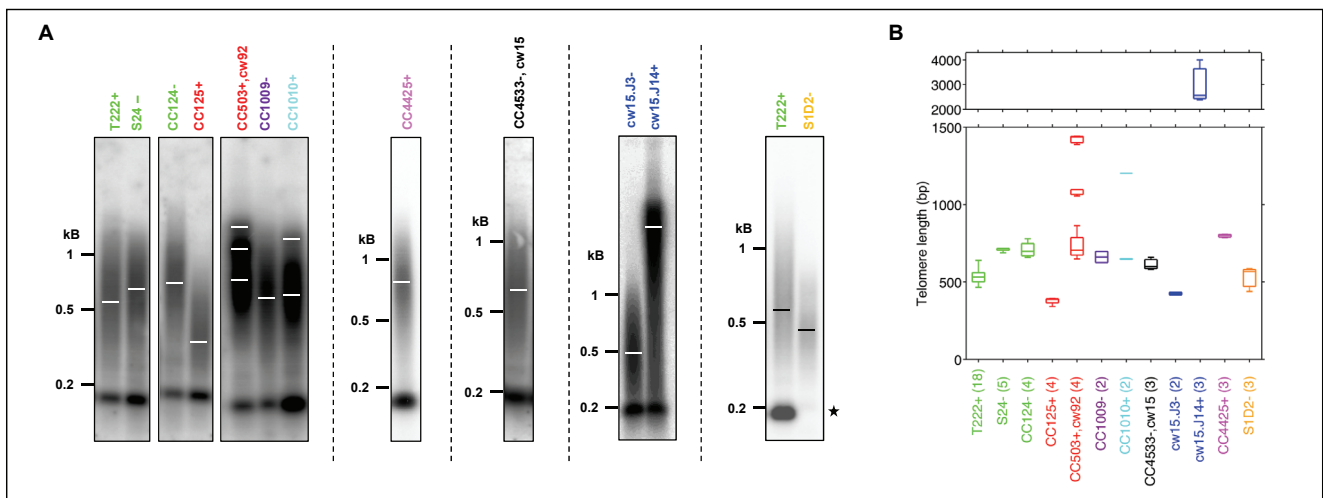 A
T222+
S24 –
CC124-
CC125+
CC503+,cw92
CC1009-
CC1010+
CC4425+
CC4533-, cw15
cw15.J3-
cw15.J14+
T222+
S1D2-
kB
1
0.5
0.2
kB
1
0.5
0.2
kB
1
0.5
0.2
kB
1
0.5
0.2
kB
1
0.5
0.2
★
B
4000
3000
2000
1500
1000
500
0
Telomere length (bp)
T222+ (18)
S24- (5)
CC124- (4)
CC125+ (4)
CC503+,cw92 (4)
CC1009- (2)
CC1010+ (2)
CC4533-,cw15 (3)
cw15.J3- (2)
cw15.J14+ (3)
CC4425+ (3)
S1D2- (3)